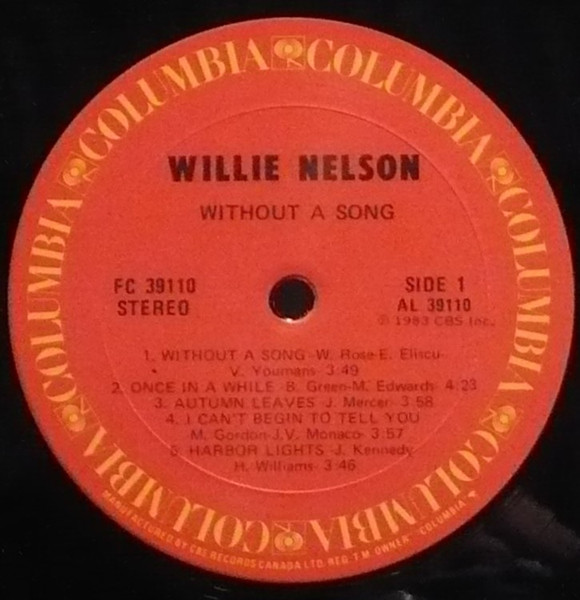 COLUMBIA COLUMBIA COLUMBIA COLUMBIA COLUMBIA COLUMBIA COLUMBIA COLUMBIA
WILLIE NELSON
WITHOUT A SONG
FC 39110
STEREO
SIDE 1
AL 39110
℗ 1983 CBS Inc.
1. WITHOUT A SONG -W. Rose-E. Eliscu-
V. Youmans- 3:49
2. ONCE IN A WHILE -B. Green-M. Edwards- 4:23
3. AUTUMN LEAVES -J. Mercer- 3:58
4. I CAN'T BEGIN TO TELL YOU
M. Gordon-J.V. Monaco- 3:57
5. HARBOR LIGHTS -J. Kennedy-
H. Williams- 3:46
MANUFACTURED BY CBS RECORDS CANADA LTD. REG. T.M. OWNER "COLUMBIA"